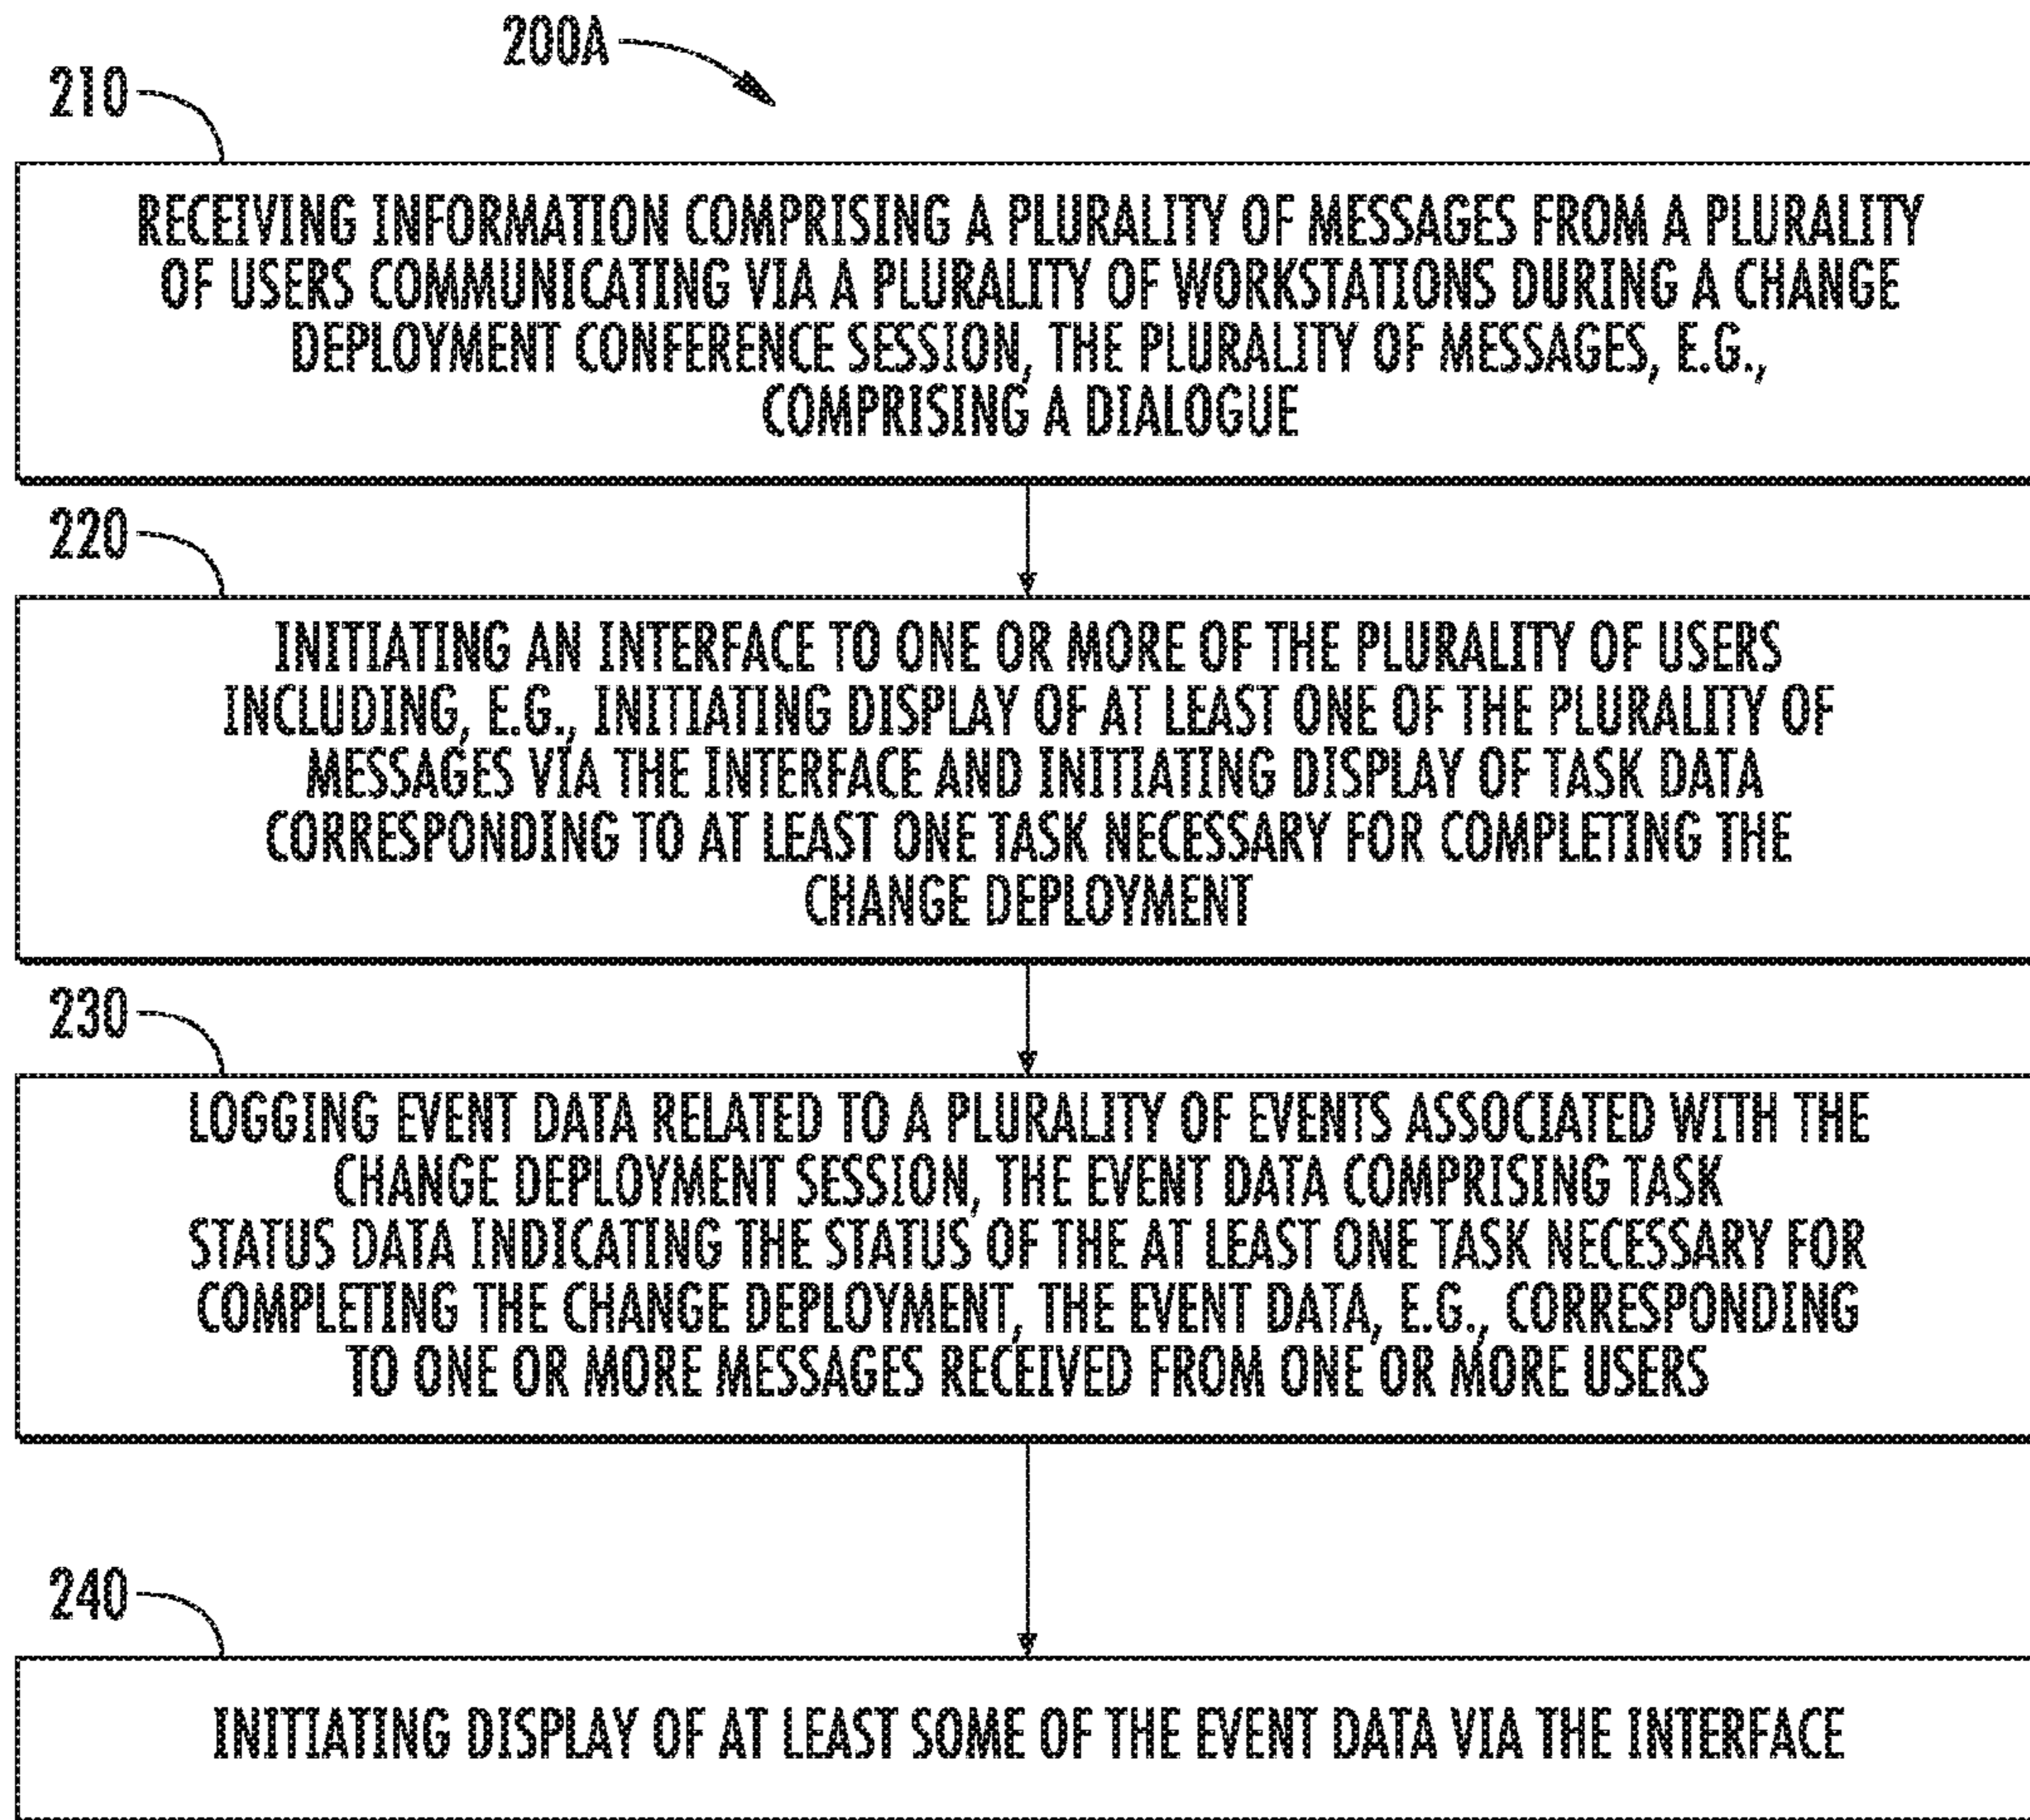 200A
210
RECEIVING INFORMATION COMPRISING A PLURALITY OF MESSAGES FROM A PLURALITY
OF USERS COMMUNICATING VIA A PLURALITY OF WORKSTATIONS DURING A CHANGE
DEPLOYMENT CONFERENCE SESSION, THE PLURALITY OF MESSAGES, E.G.,
COMPRISING A DIALOGUE
220
INITIATING AN INTERFACE TO ONE OR MORE OF THE PLURALITY OF USERS
INCLUDING, E.G., INITIATING DISPLAY OF AT LEAST ONE OF THE PLURALITY OF
MESSAGES VIA THE INTERFACE AND INITIATING DISPLAY OF TASK DATA
CORRESPONDING TO AT LEAST ONE TASK NECESSARY FOR COMPLETING THE
CHANGE DEPLOYMENT
230
LOGGING EVENT DATA RELATED TO A PLURALITY OF EVENTS ASSOCIATED WITH THE
CHANGE DEPLOYMENT SESSION, THE EVENT DATA COMPRISING TASK
STATUS DATA INDICATING THE STATUS OF THE AT LEAST ONE TASK NECESSARY FOR
COMPLETING THE CHANGE DEPLOYMENT, THE EVENT DATA, E.G., CORRESPONDING
TO ONE OR MORE MESSAGES RECEIVED FROM ONE OR MORE USERS
240
INITIATING DISPLAY OF AT LEAST SOME OF THE EVENT DATA VIA THE INTERFACE